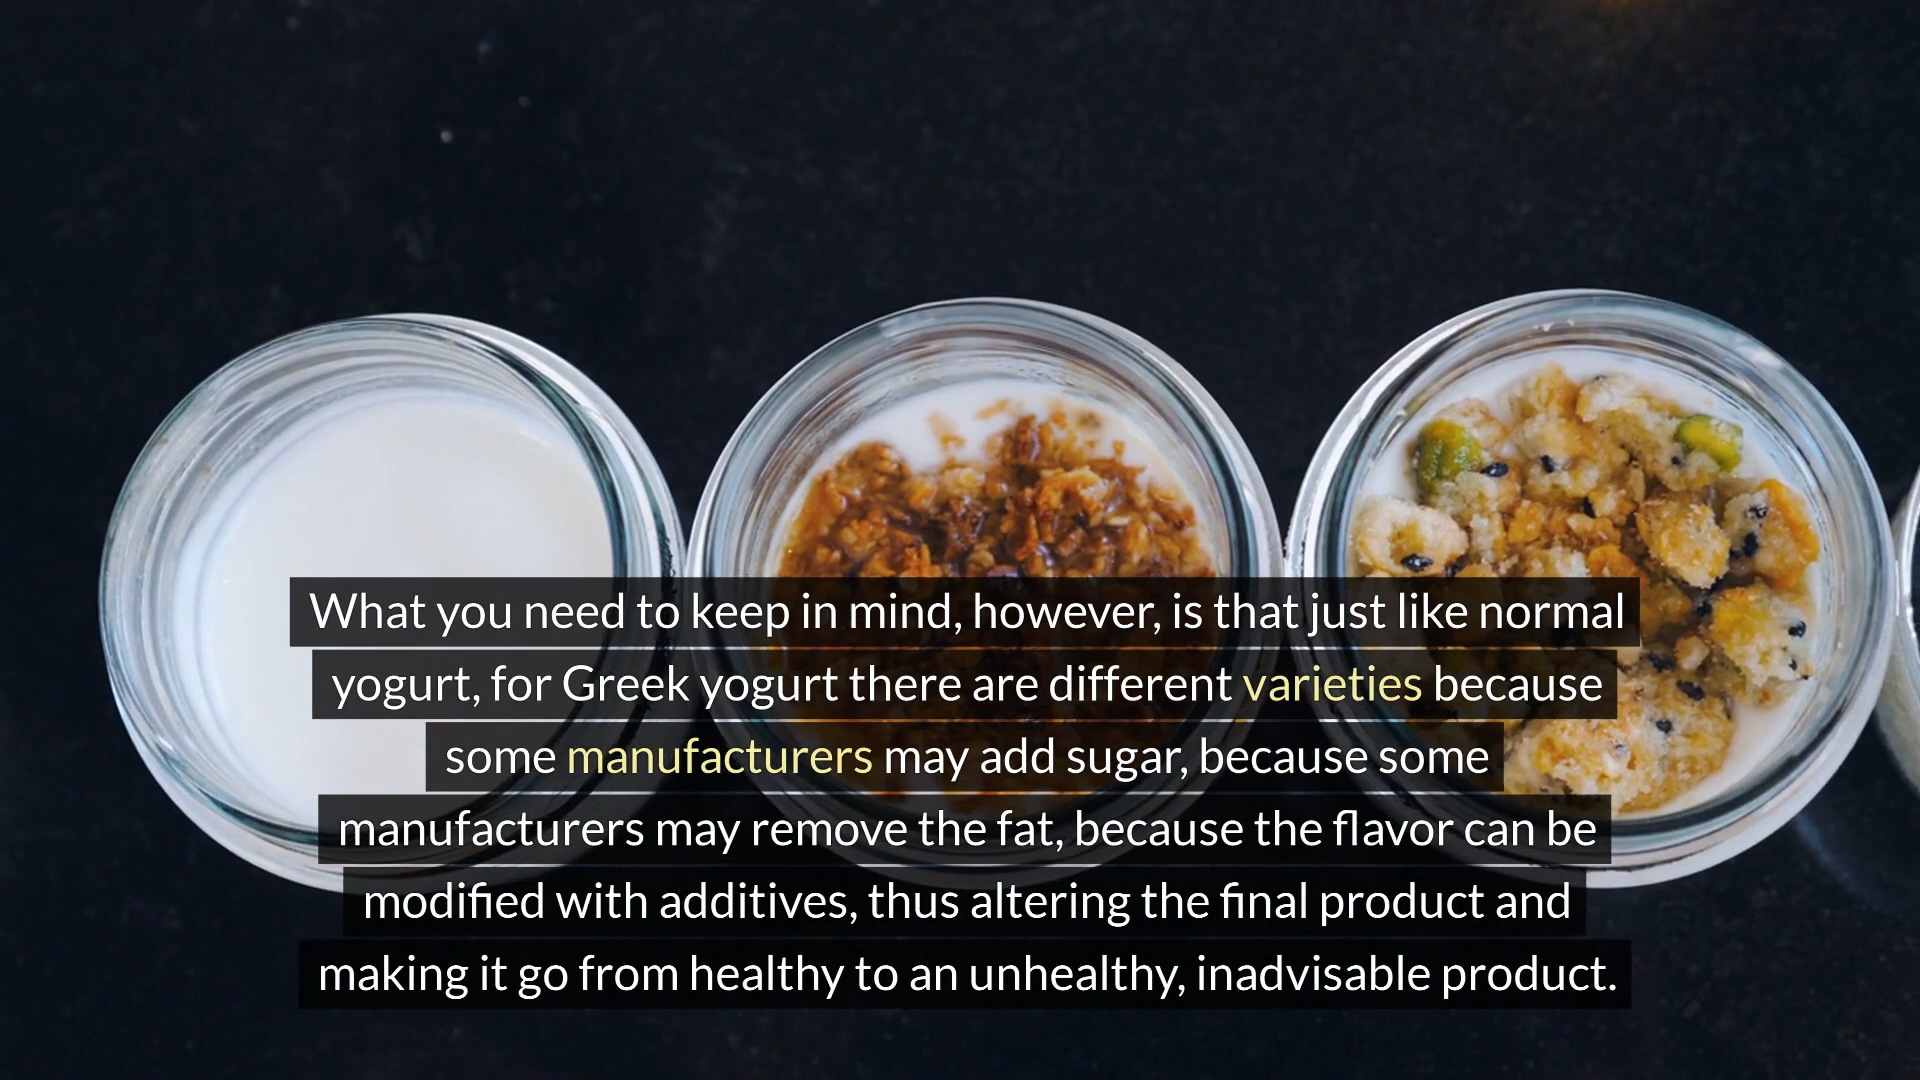 What you need to keep in mind, however, is that just like normal
yogurt, for Greek yogurt there are different varieties because
some manufacturers may add sugar, because some
manufacturers may remove the fat, because the flavor can be
modified with additives, thus altering the final product and
making it go from healthy to an unhealthy, inadvisable product.